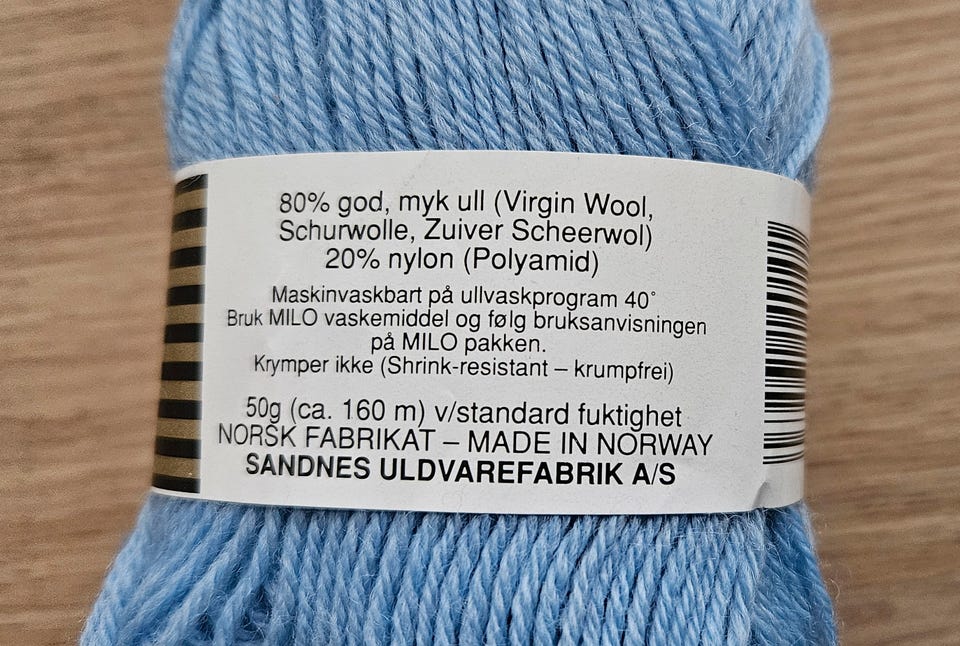 80% god, myk ull (Virgin Wool,
Schurwolle, Zuiver Scheerwol)
20% nylon (Polyamid)
Maskinvaskbart på ullvaskprogram 40°
Bruk MILO vaskemiddel og følg bruksanvisningen
på MILO pakken.
Krymper ikke (Shrink-resistant – krumpfrei)
50g (ca. 160 m) v/standard fuktighet
NORSK FABRIKAT – MADE IN NORWAY
SANDNES ULDVAREFABRIK A/S